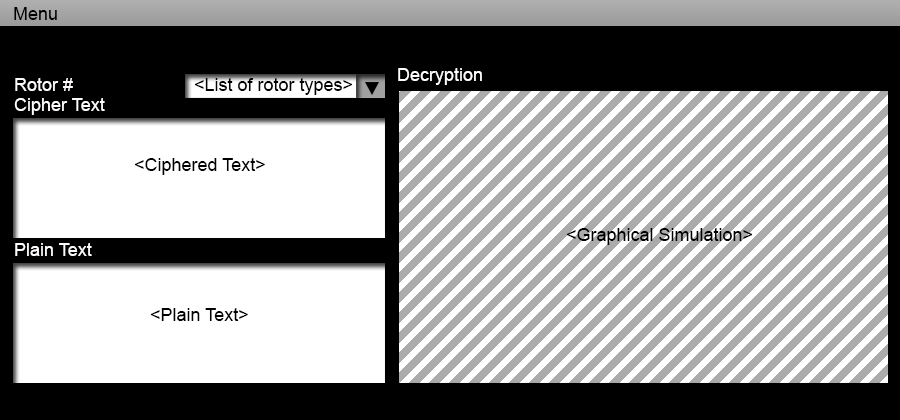 Menu
Rotor #
<List of rotor types>
▼
Cipher Text
<Ciphered Text>
Plain Text
<Plain Text>
Decryption
<Graphical Simulation>